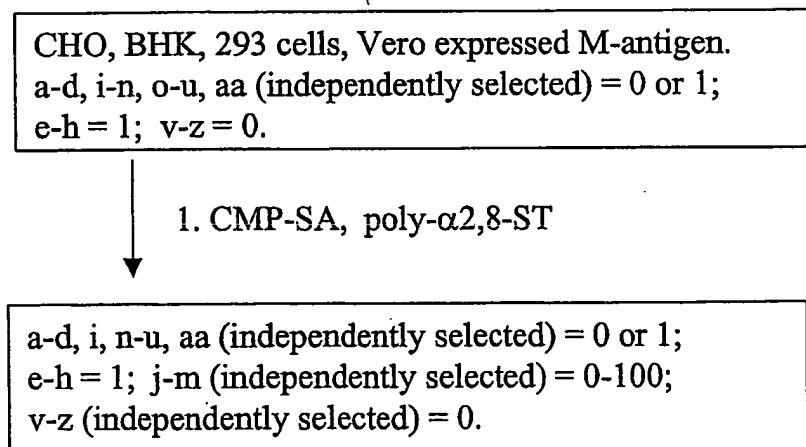 CHO, BHK, 293 cells, Vero expressed M-antigen.
a-d, i-n, o-u, aa (independently selected) = 0 or 1;
e-h = 1; v-z = 0.
1. CMP-SA, poly-α2,8-ST
a-d, i, n-u, aa (independently selected) = 0 or 1;
e-h = 1; j-m (independently selected) = 0-100;
v-z (independently selected) = 0.